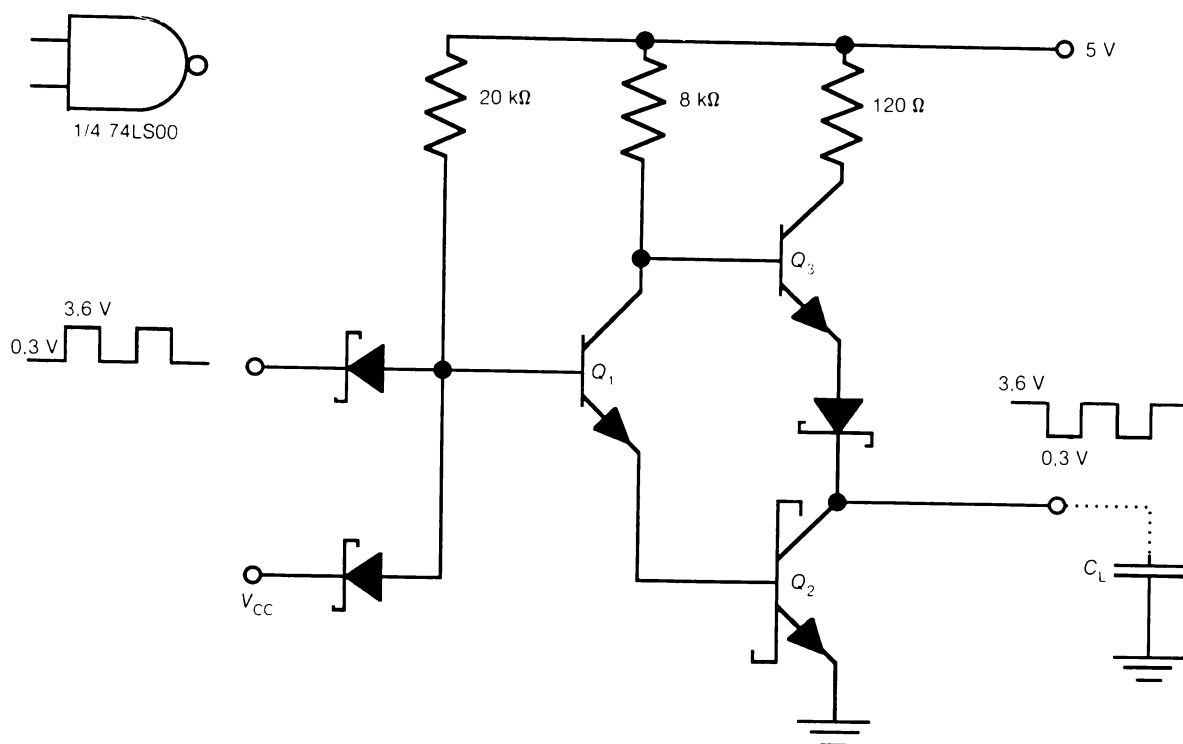 5 V
20 kΩ
8 kΩ
120 Ω
1/4 74LS00
Q3
3.6 V
0.3 V
Q1
3.6 V
0.3 V
Q2
CL
VCC